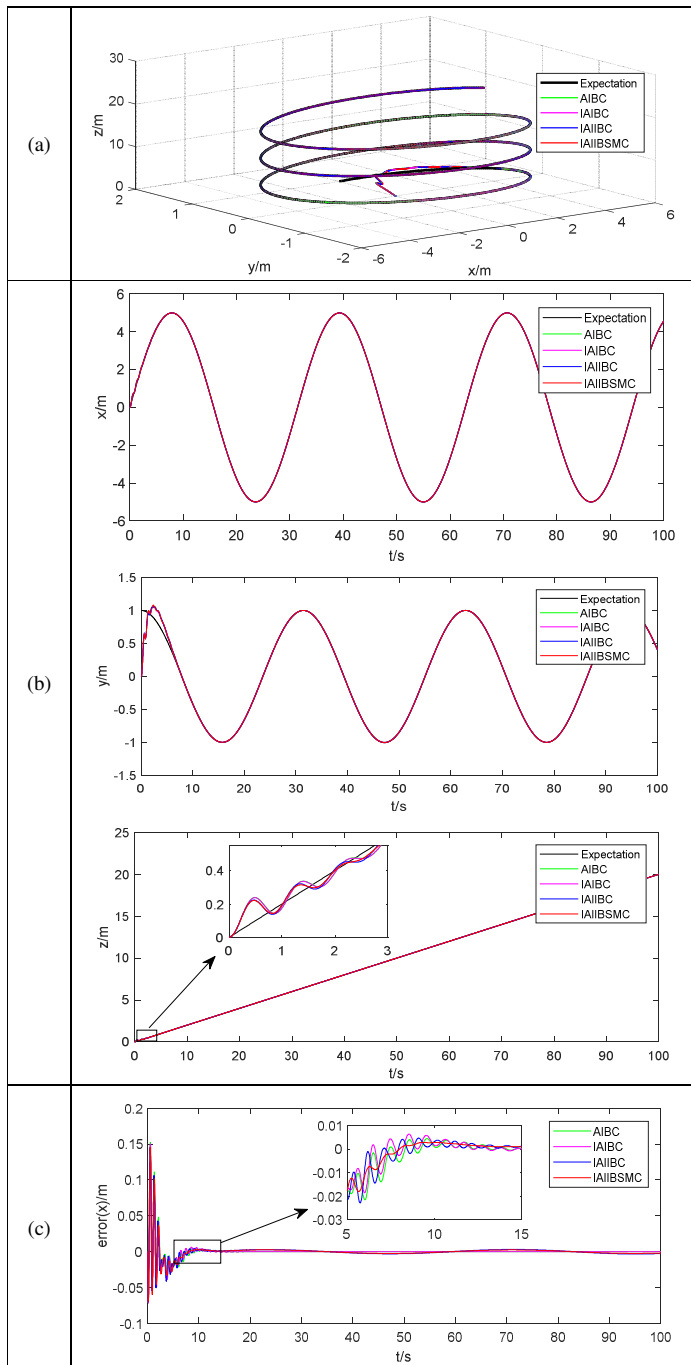 (a)
30
20
10
0
z/m
2
1
0
-1
-2
y/m
-6
-4
-2
0
2
4
6
x/m
Expectation
AIBC
IAIBC
IAIIBC
IAIIBSMC
(b)
6
4
2
0
-2
-4
-6
x/m
0 10 20 30 40 50 60 70 80 90 100
t/s
Expectation
AIBC
IAIBC
IAIIBC
IAIIBSMC
1.5
1
0.5
0
-0.5
-1
-1.5
y/m
0 10 20 30 40 50 60 70 80 90 100
t/s
Expectation
AIBC
IAIBC
IAIIBC
IAIIBSMC
25
20
15
10
5
0
z/m
0 10 20 30 40 50 60 70 80 90 100
t/s
0.4
0.2
0
0 1 2 3
Expectation
AIBC
IAIBC
IAIIBC
IAIIBSMC
(c)
0.2
0.15
0.1
0.05
0
-0.05
-0.1
error(x)/m
0 10 20 30 40 50 60 70 80 90 100
t/s
0.01
0
-0.01
-0.02
-0.03
5 10 15
AIBC
IAIBC
IAIIBC
IAIIBSMC